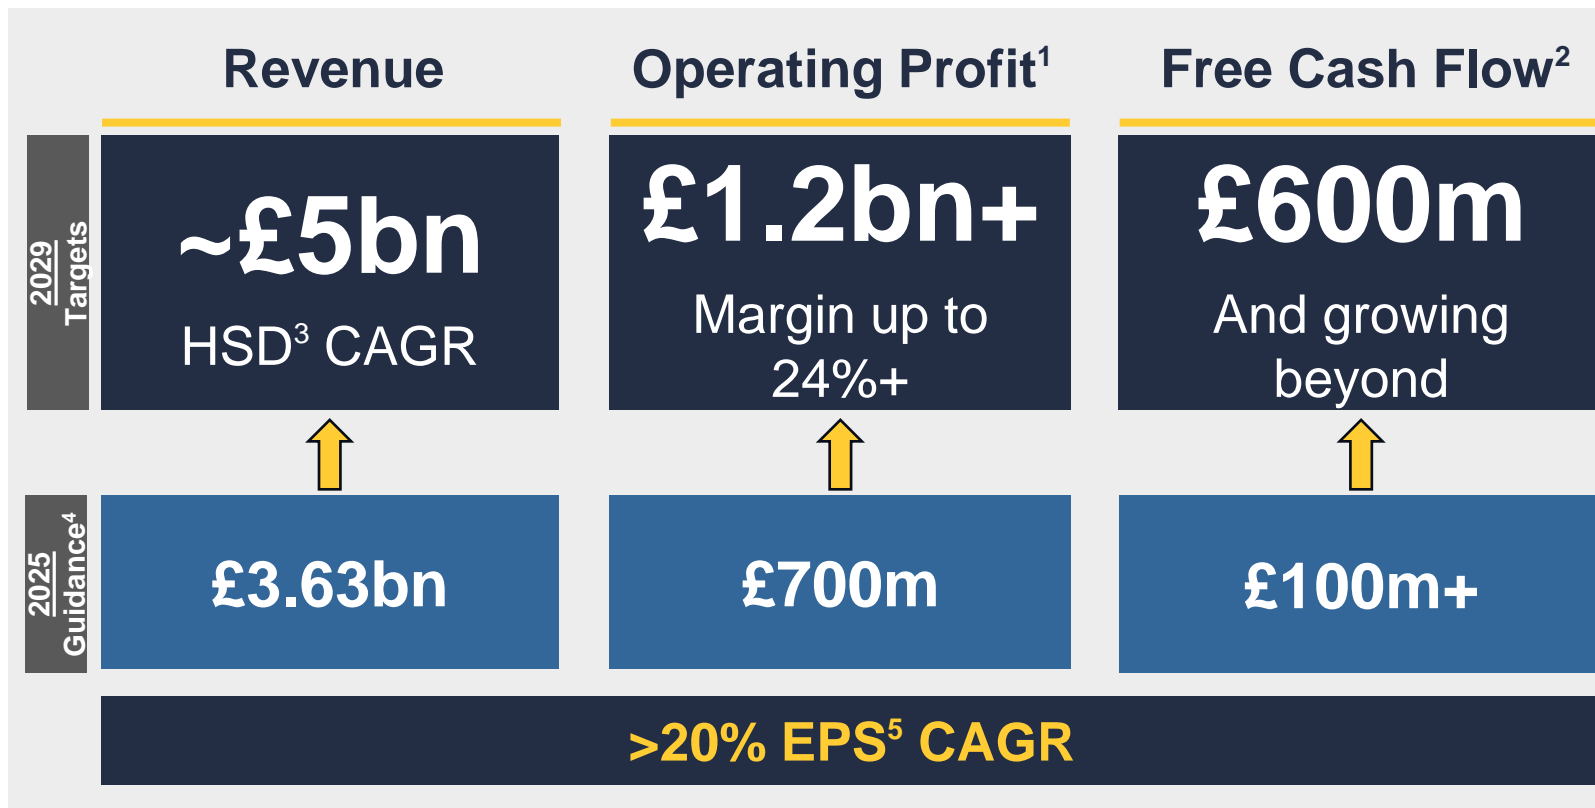 Revenue
Operating Profit¹
Free Cash Flow²
2029
Targets
~£5bn
HSD³ CAGR
£1.2bn+
Margin up to
24%+
£600m
And growing
beyond
2025
Guidance⁴
£3.63bn
£700m
£100m+
>20% EPS⁵ CAGR